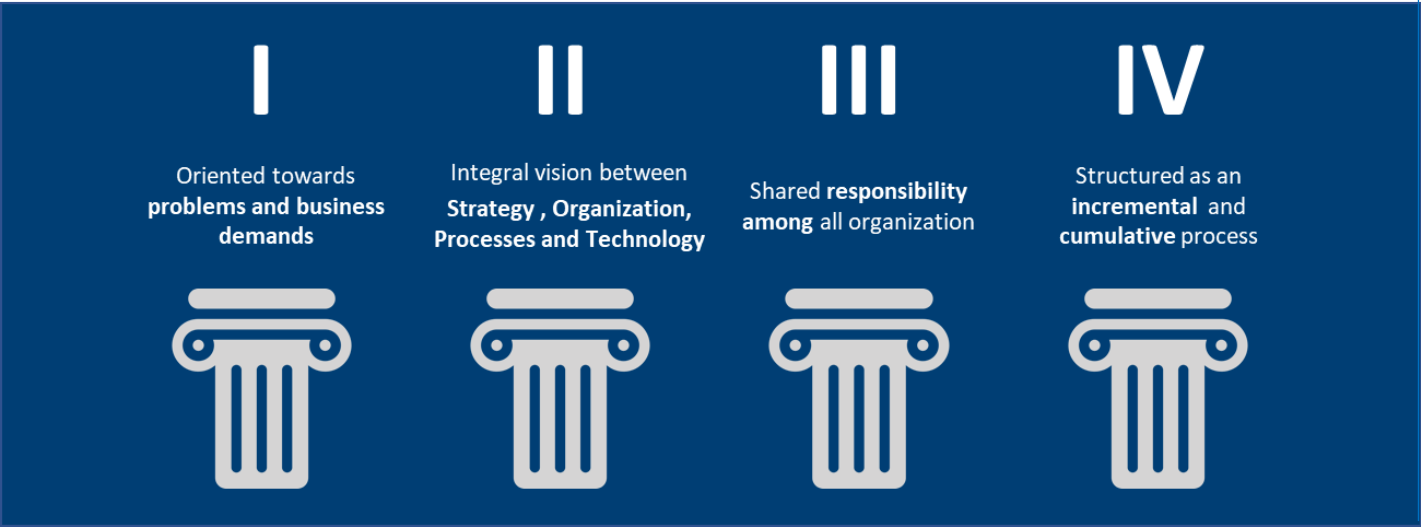 I
Oriented towards
problems and business
demands
II
Integral vision between
Strategy , Organization,
Processes and Technology
III
Shared responsibility
among all organization
IV
Structured as an
incremental and
cumulative process